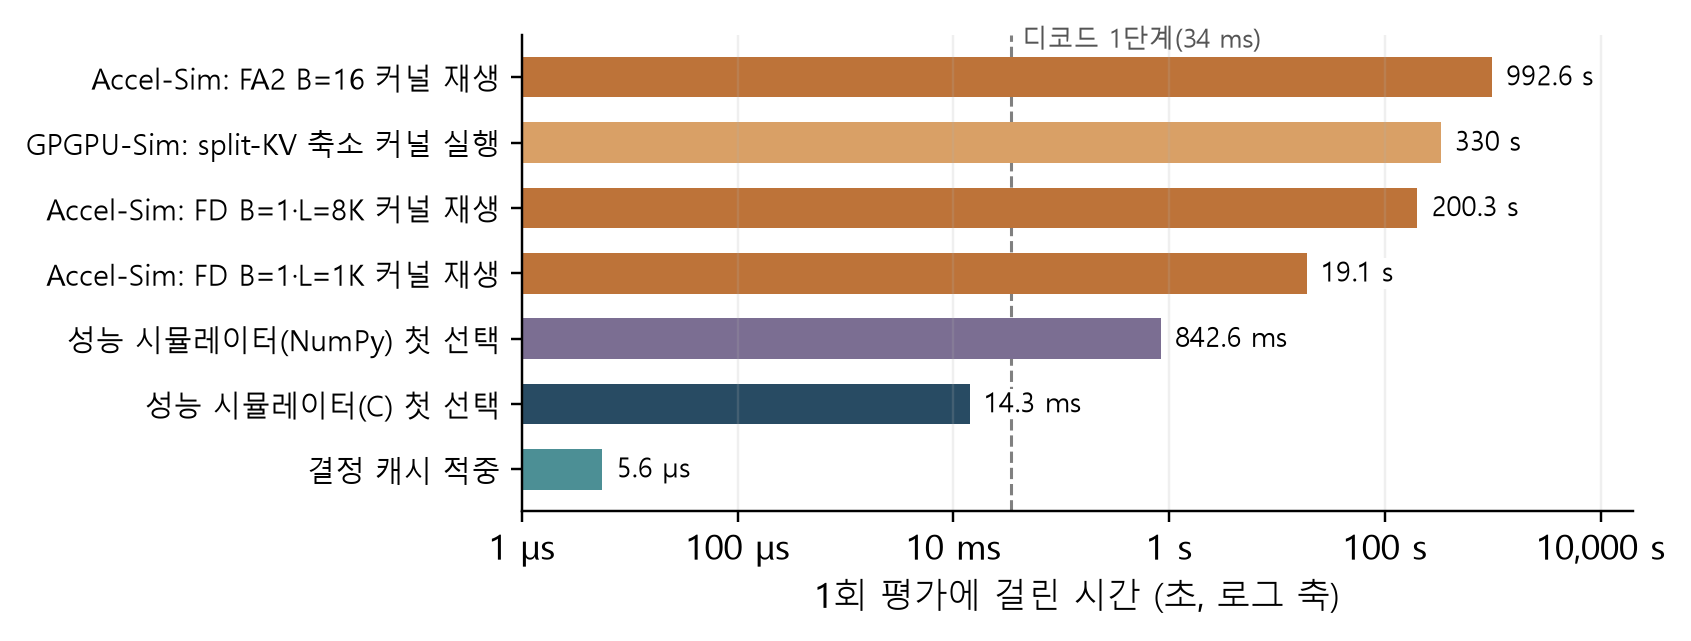 디코드 1단계(34 ms)
Accel-Sim: FA2 B=16 커널 재생
992.6 s
GPGPU-Sim: split-KV 축소 커널 실행
330 s
Accel-Sim: FD B=1·L=8K 커널 재생
200.3 s
Accel-Sim: FD B=1·L=1K 커널 재생
19.1 s
성능 시뮬레이터(NumPy) 첫 선택
842.6 ms
성능 시뮬레이터(C) 첫 선택
14.3 ms
결정 캐시 적중
5.6 µs
1 µs 100 µs 10 ms 1 s 100 s 10,000 s
1회 평가에 걸린 시간 (초, 로그 축)